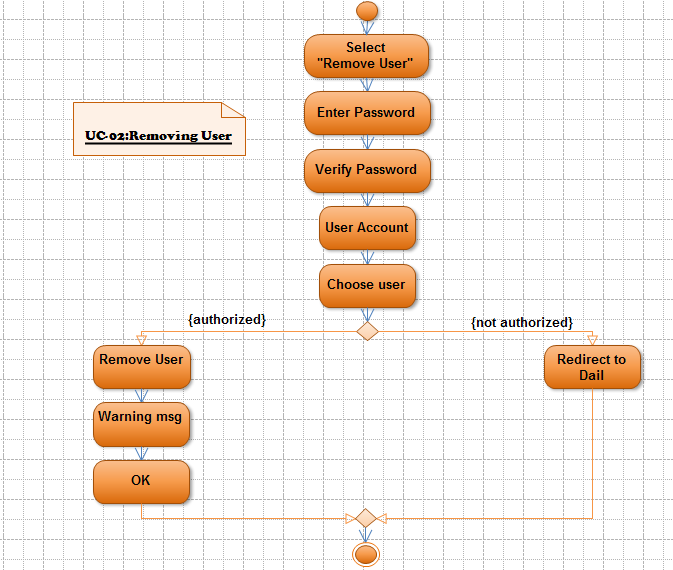 Select
"Remove User"
Enter Password
UC-02:Removing User
Verify Password
User Account
Choose user
{authorized}
{not authorized}
Remove User
Redirect to
Dail
Warning msg
OK